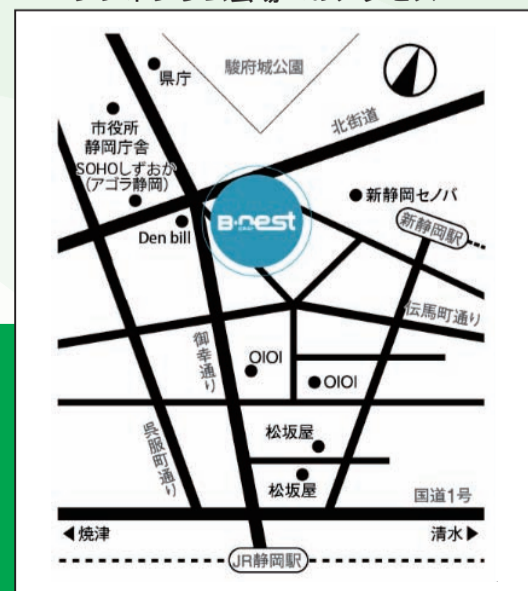 県庁
駿府城公園
北街道
市役所
静岡庁舎
SOHOしずおか
(アゴラ静岡)
Den bill
B-nest
新静岡セノバ
新静岡駅
伝馬町通り
御幸通り
OIOI
OIOI
呉服町通り
松坂屋
松坂屋
国道1号
◀焼津
清水▶
JR静岡駅